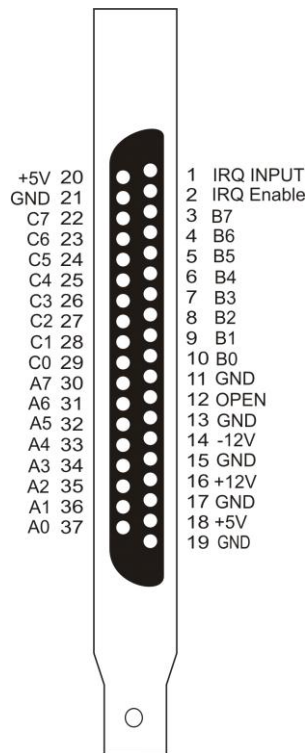 +5V 20
GND 21
C7 22
C6 23
C5 24
C4 25
C3 26
C2 27
C1 28
C0 29
A7 30
A6 31
A5 32
A4 33
A3 34
A2 35
A1 36
A0 37
1 IRQ INPUT
2 IRQ Enable
3 B7
4 B6
5 B5
6 B4
7 B3
8 B2
9 B1
10 B0
11 GND
12 OPEN
13 GND
14 -12V
15 GND
16 +12V
17 GND
18 +5V
19 GND